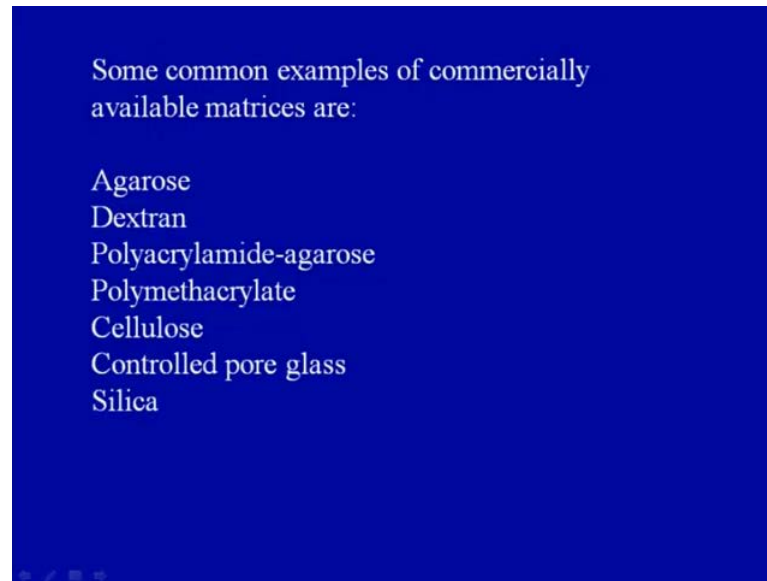 Some common examples of commercially
available matrices are:
Agarose
Dextran
Polyacrylamide-agarose
Polymethacrylate
Cellulose
Controlled pore glass
Silica